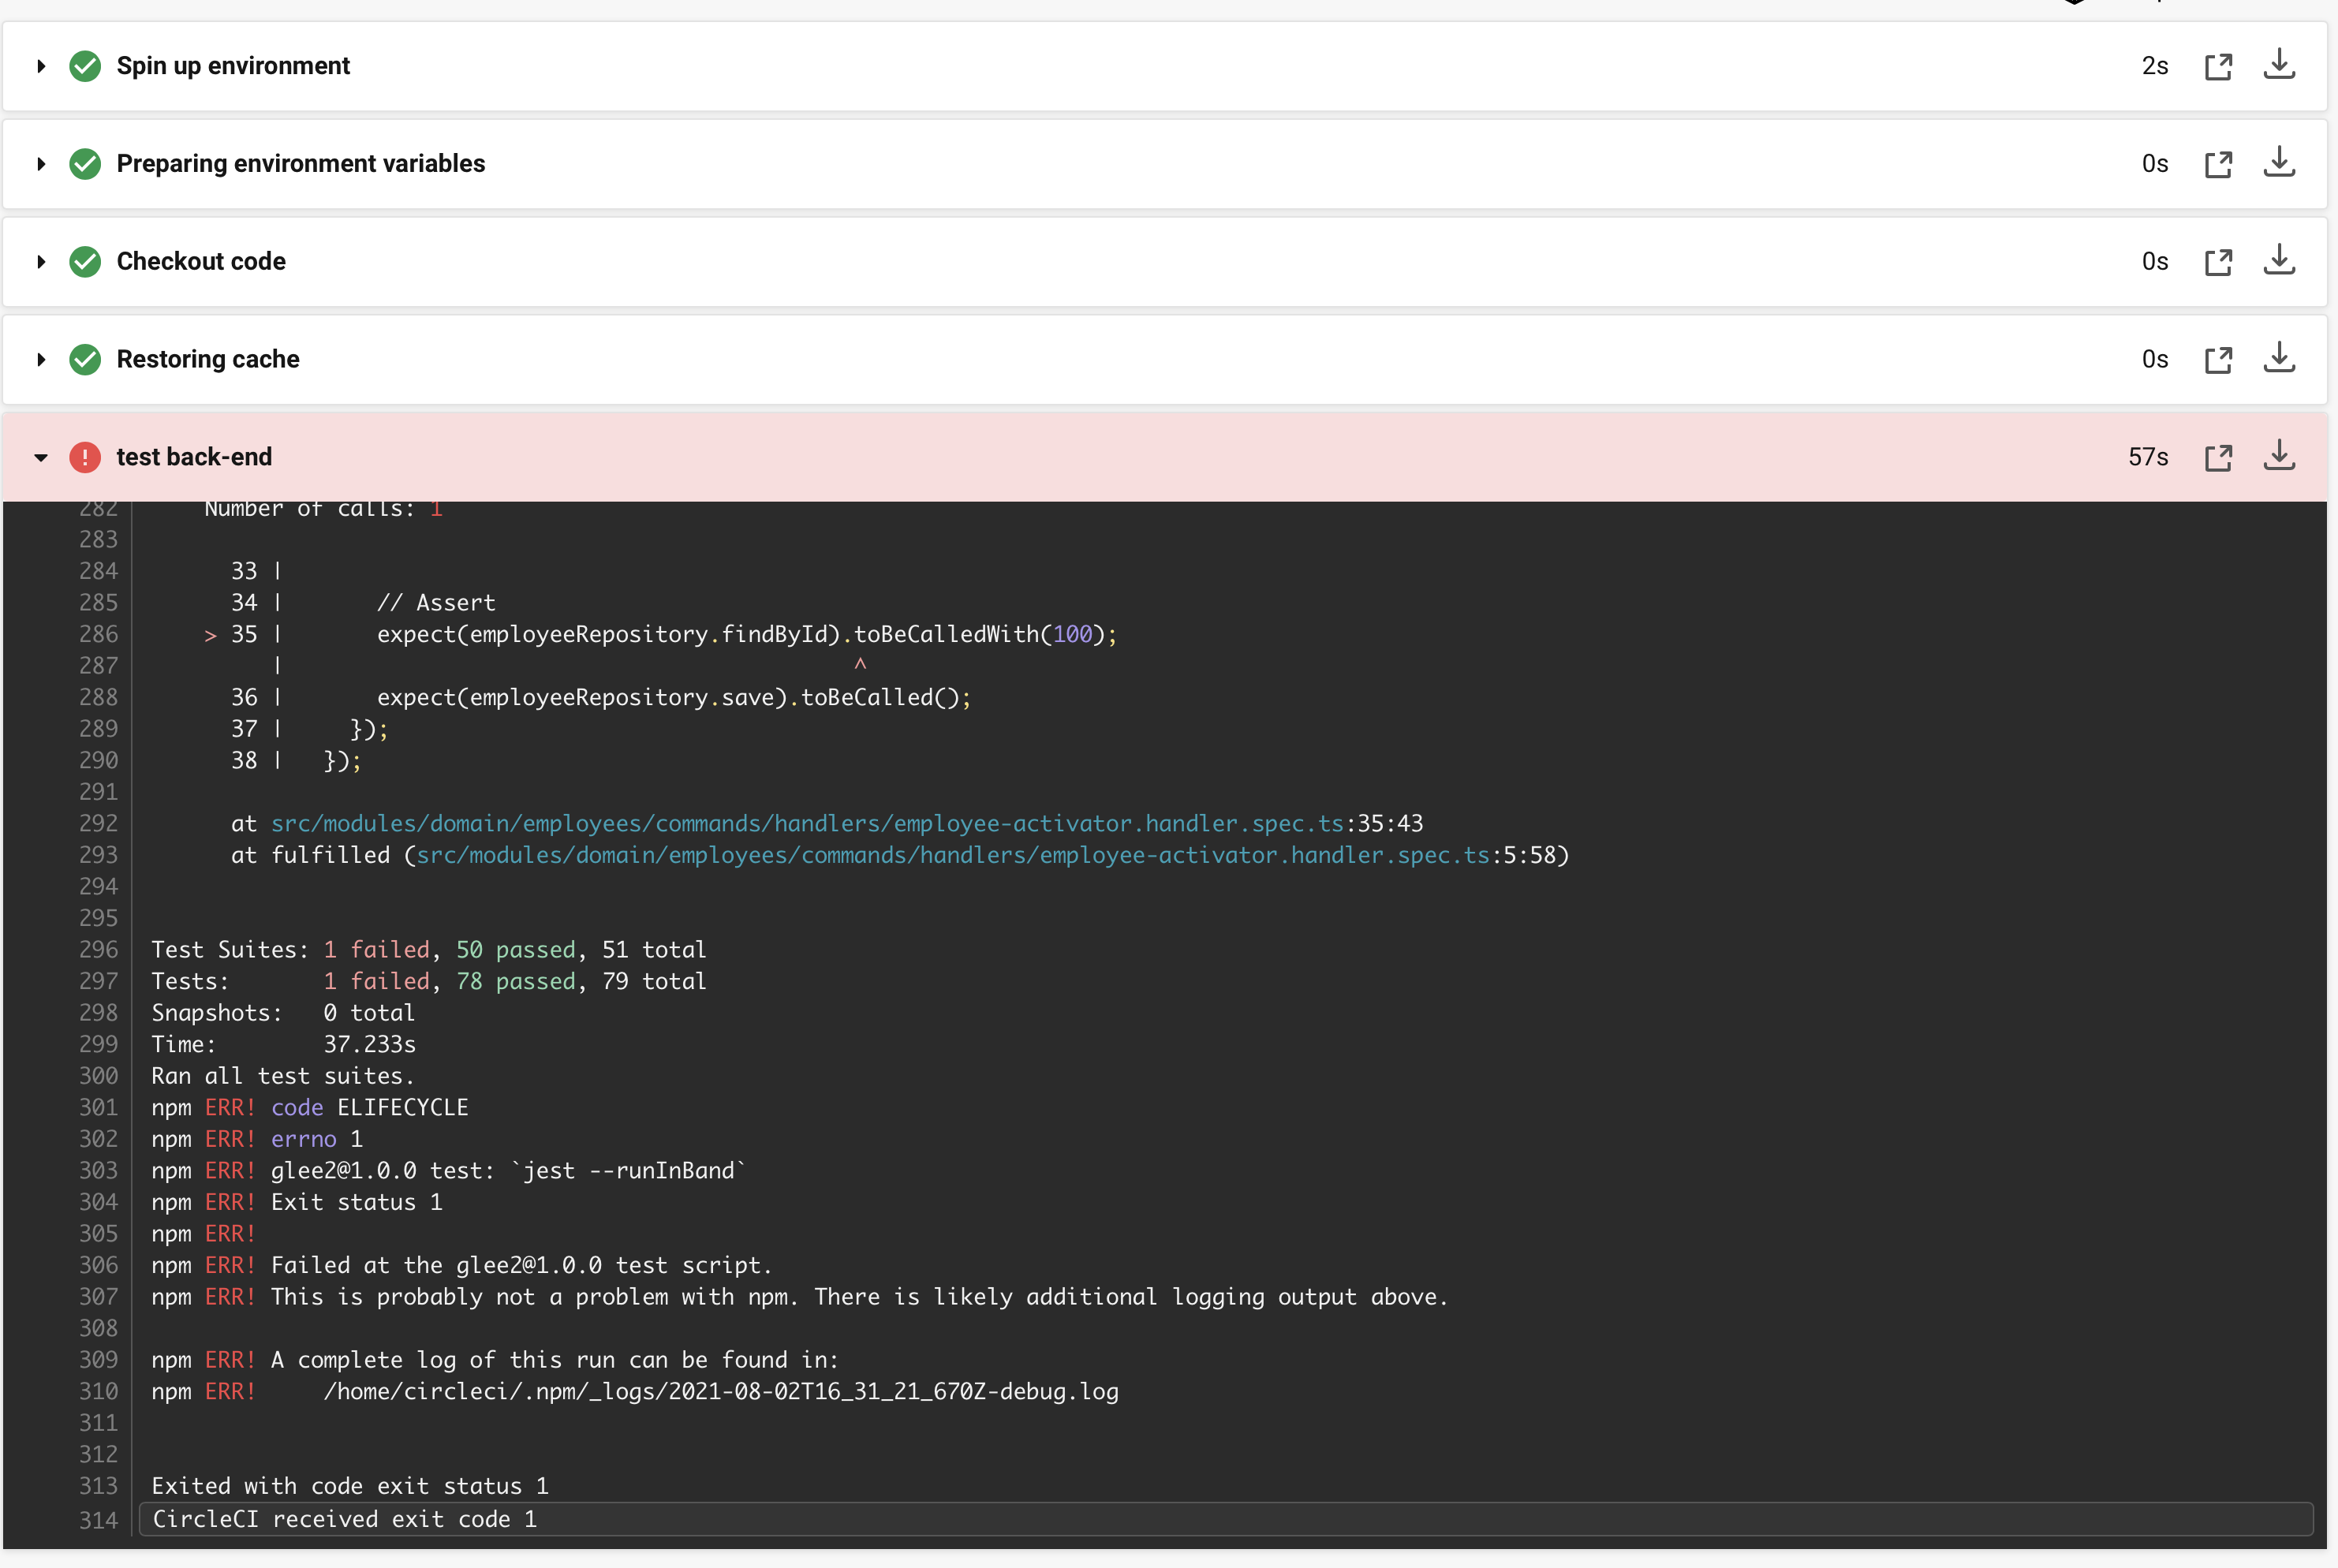 Spin up environment 2s
Preparing environment variables 0s
Checkout code 0s
Restoring cache 0s
test back-end 57s
282 Number of calls: 1
283
284 33 |
285 34 | // Assert
286 > 35 | expect(employeeRepository.findById).toBeCalledWith(100);
287 | ^
288 36 | expect(employeeRepository.save).toBeCalled();
289 37 | });
290 38 | });
291
292 at src/modules/domain/employees/commands/handlers/employee-activator.handler.spec.ts:35:43
293 at fulfilled (src/modules/domain/employees/commands/handlers/employee-activator.handler.spec.ts:5:58)
294
295
296 Test Suites: 1 failed, 50 passed, 51 total
297 Tests: 1 failed, 78 passed, 79 total
298 Snapshots: 0 total
299 Time: 37.233s
300 Ran all test suites.
301 npm ERR! code ELIFECYCLE
302 npm ERR! errno 1
303 npm ERR! glee2@1.0.0 test: `jest --runInBand`
304 npm ERR! Exit status 1
305 npm ERR!
306 npm ERR! Failed at the glee2@1.0.0 test script.
307 npm ERR! This is probably not a problem with npm. There is likely additional logging output above.
308
309 npm ERR! A complete log of this run can be found in:
310 npm ERR! /home/circleci/.npm/_logs/2021-08-02T16_31_21_670Z-debug.log
311
312
313 Exited with code exit status 1
314 CircleCI received exit code 1